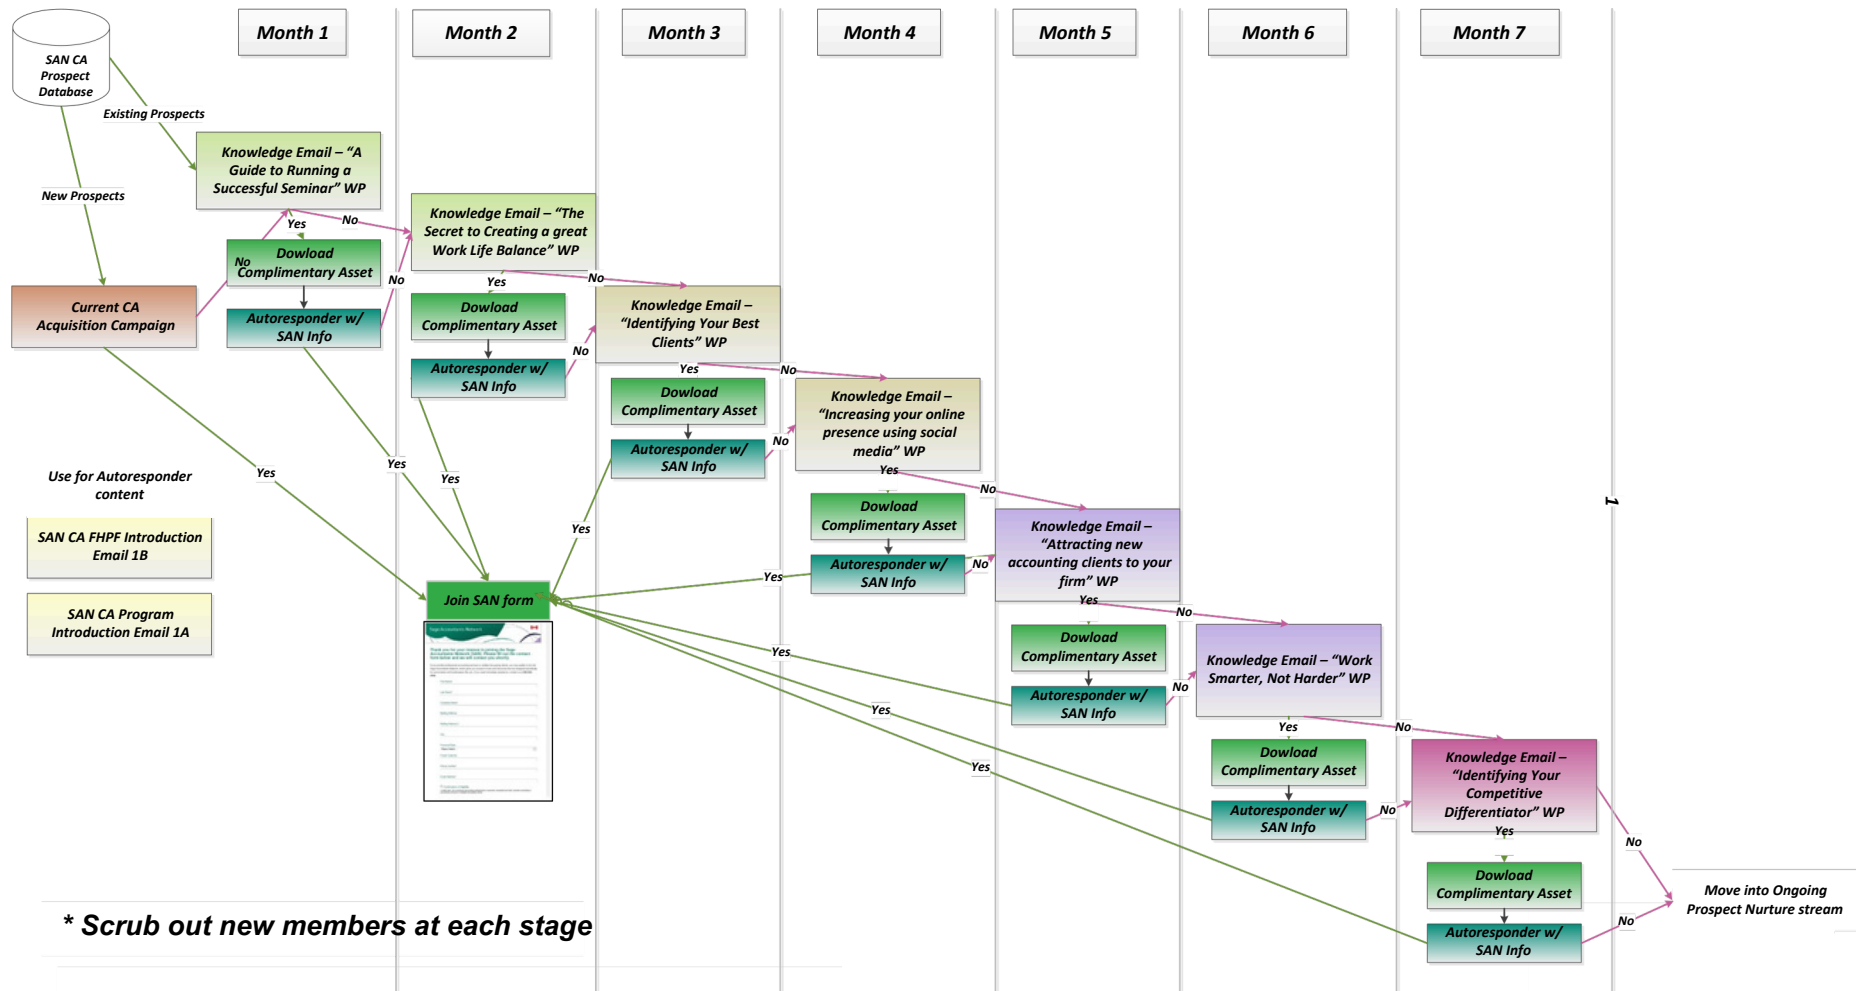 Month 1
Month 2
Month 3
Month 4
Month 5
Month 6
Month 7
SAN CA
Prospect
Database
Existing Prospects
New Prospects
Knowledge Email – “A
Guide to Running a
Successful Seminar” WP
Yes
No
Dowload
Complimentary Asset
No
Autoresponder w/
SAN Info
No
Current CA
Acquisition Campaign
Yes
Yes
Knowledge Email – “The
Secret to Creating a great
Work Life Balance” WP
Yes
No
Dowload
Complimentary Asset
Autoresponder w/
SAN Info
No
Yes
Knowledge Email –
“Identifying Your Best
Clients” WP
Yes
No
Dowload
Complimentary Asset
Autoresponder w/
SAN Info
No
Yes
Knowledge Email –
“Increasing your online
presence using social
media” WP
Yes
No
Dowload
Complimentary Asset
Autoresponder w/
SAN Info
No
Yes
Knowledge Email –
“Attracting new
accounting clients to your
firm” WP
Yes
No
Dowload
Complimentary Asset
Autoresponder w/
SAN Info
No
Yes
Knowledge Email – “Work
Smarter, Not Harder” WP
Yes
No
Dowload
Complimentary Asset
Autoresponder w/
SAN Info
No
Yes
Knowledge Email –
“Identifying Your
Competitive
Differentiator” WP
Yes
No
Dowload
Complimentary Asset
Autoresponder w/
SAN Info
No
Yes
Move into Ongoing
Prospect Nurture stream
1
Use for Autoresponder
content
SAN CA FHPF Introduction
Email 1B
SAN CA Program
Introduction Email 1A
Join SAN form
* Scrub out new members at each stage